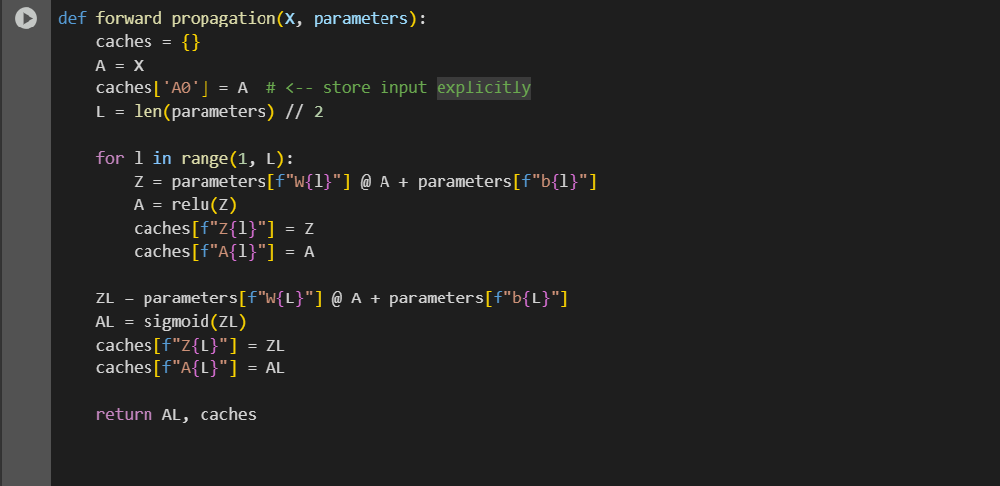 def forward_propagation(X, parameters):
    caches = {}
    A = X
    caches['A0'] = A  # <-- store input explicitly
    L = len(parameters) // 2

    for l in range(1, L):
        Z = parameters[f"W{l}"] @ A + parameters[f"b{l}"]
        A = relu(Z)
        caches[f"Z{l}"] = Z
        caches[f"A{l}"] = A

    ZL = parameters[f"W{L}"] @ A + parameters[f"b{L}"]
    AL = sigmoid(ZL)
    caches[f"Z{L}"] = ZL
    caches[f"A{L}"] = AL

    return AL, caches